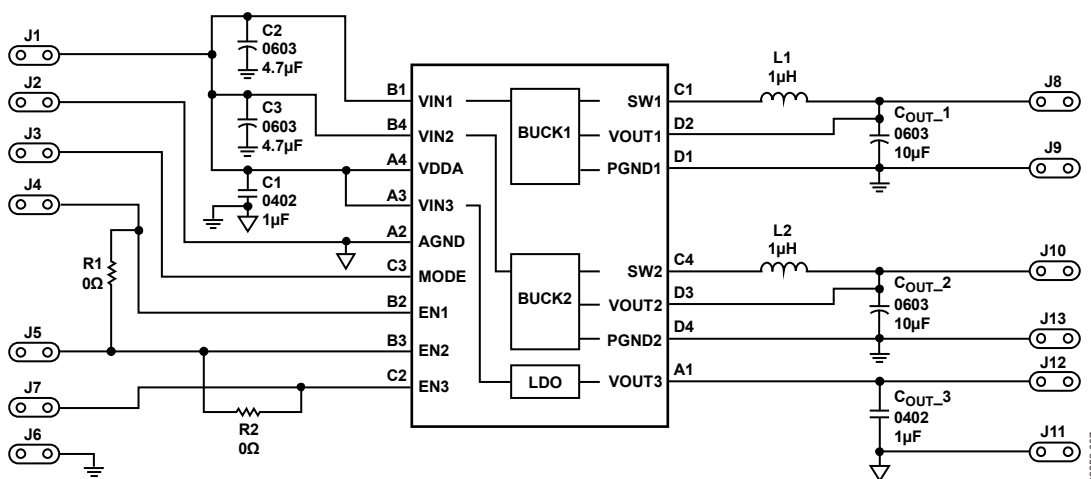 J1
J2
J3
J4
J5
J7
J6
C2
0603
4.7µF
C3
0603
4.7µF
C1
0402
1µF
R1
0Ω
R2
0Ω
B1
B4
A4
A3
A2
C3
B2
B3
C2
VIN1
VIN2
VDDA
VIN3
AGND
MODE
EN1
EN2
EN3
BUCK1
BUCK2
LDO
SW1
VOUT1
PGND1
SW2
VOUT2
PGND2
VOUT3
C1
D2
D1
C4
D3
D4
A1
L1
1µH
L2
1µH
COUT_1
0603
10µF
COUT_2
0603
10µF
COUT_3
0402
1µF
J8
J9
J10
J13
J12
J11